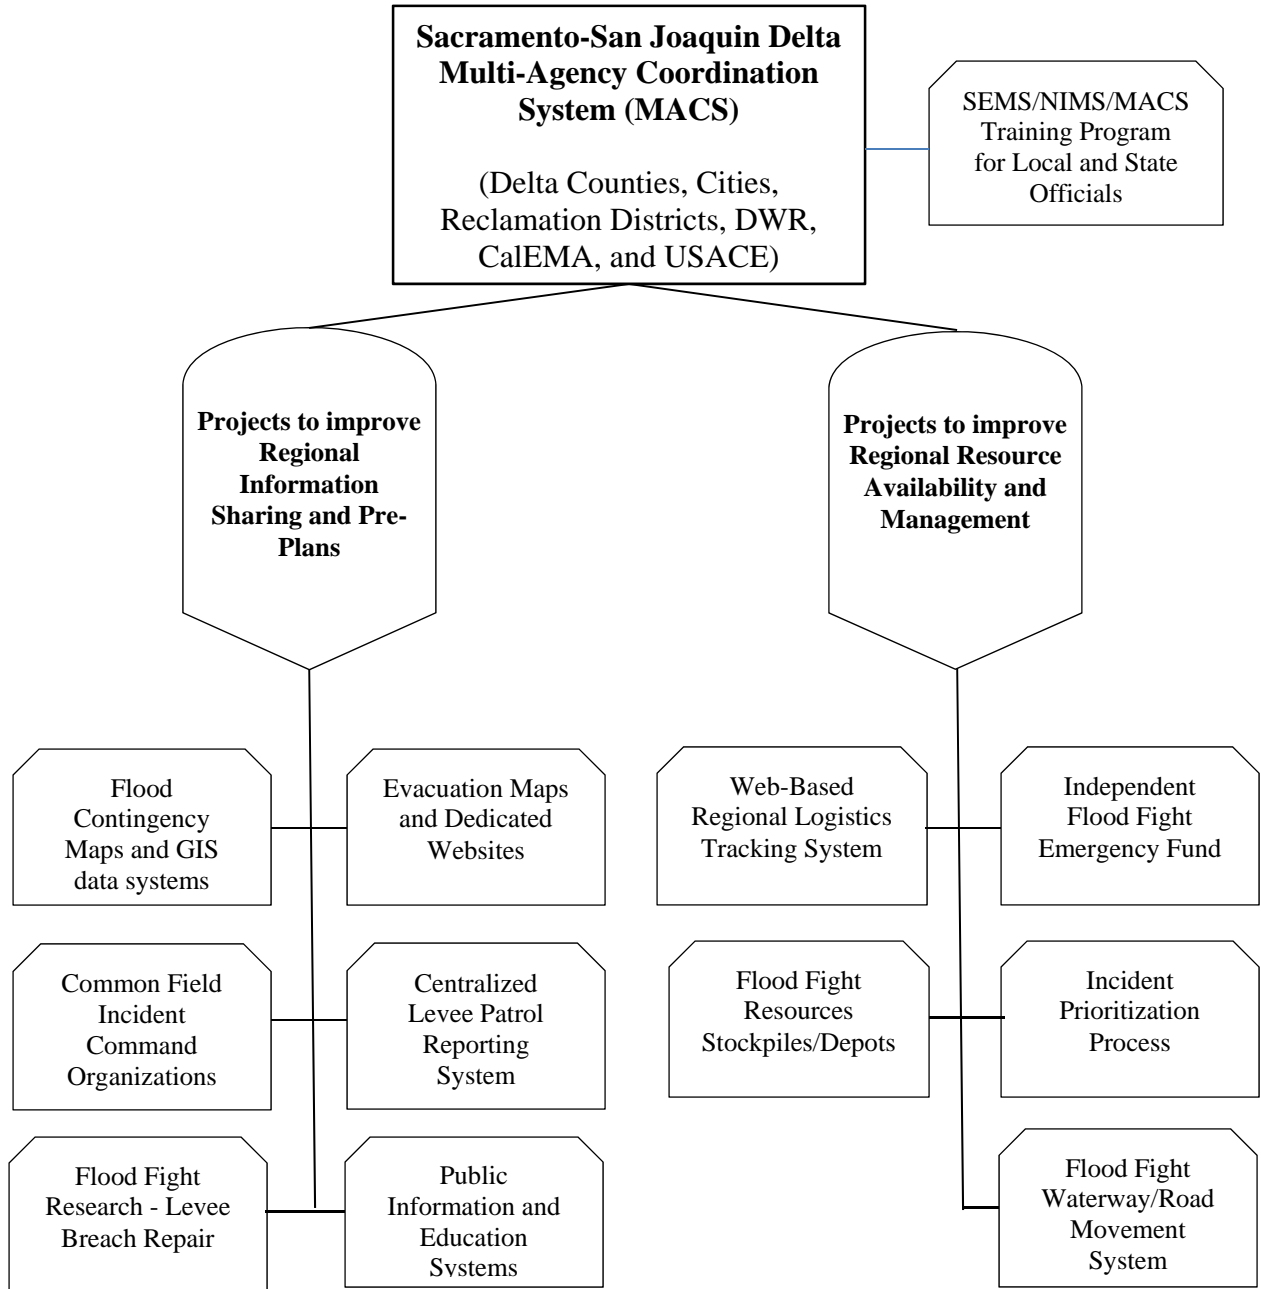 Sacramento-San Joaquin Delta
Multi-Agency Coordination
System (MACS)
(Delta Counties, Cities,
Reclamation Districts, DWR,
CalEMA, and USACE)
SEMS/NIMS/MACS
Training Program
for Local and State
Officials
Projects to improve
Regional
Information
Sharing and Pre-
Plans
Projects to improve
Regional Resource
Availability and
Management
Flood
Contingency
Maps and GIS
data systems
Evacuation Maps
and Dedicated
Websites
Web-Based
Regional Logistics
Tracking System
Independent
Flood Fight
Emergency Fund
Common Field
Incident
Command
Organizations
Centralized
Levee Patrol
Reporting
System
Flood Fight
Resources
Stockpiles/Depots
Incident
Prioritization
Process
Flood Fight
Research - Levee
Breach Repair
Public
Information and
Education
Systems
Flood Fight
Waterway/Road
Movement
System